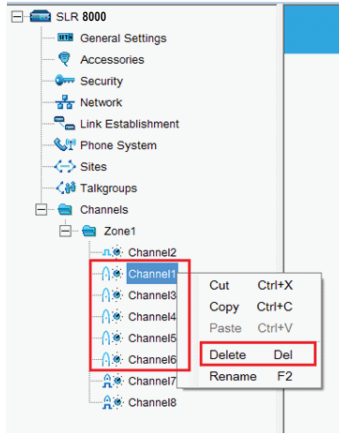 SLR 8000
SETTE General Settings
Accessories
Security
Network
Link Establishment
Phone System
Sites
Talkgroups
Channels
Zone1
Channel2
Channel1
Channel3
Channel4
Channel5
Channel6
Channel7
Channel8
Cut Ctrl+X
Copy Ctrl+C
Paste Ctrl+V
Delete Del
Rename F2